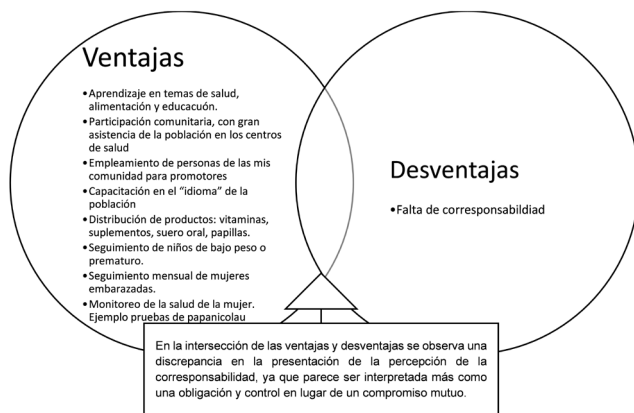 Ventajas
•Aprendizaje en temas de salud,
alimentación y educacuón.
•Participación comunitaria, con gran
asistencia de la población en los centros
de salud
•Empleamiento de personas de las mis
comunidad para promotores
•Capacitación en el “idioma” de la
población
•Distribución de productos: vitaminas,
suplementos, suero oral, papillas.
•Seguimiento de niños de bajo peso o
prematuro.
•Seguimiento mensual de mujeres
embarazadas.
•Monitoreo de la salud de la mujer.
Ejemplo pruebas de papanicolau
Desventajas
•Falta de corresponsabildiad
En la intersección de las ventajas y desventajas se observa una
discrepancia en la presentación de la percepción de la
corresponsabilidad, ya que parece ser interpretada más como
una obligación y control en lugar de un compromiso mutuo.